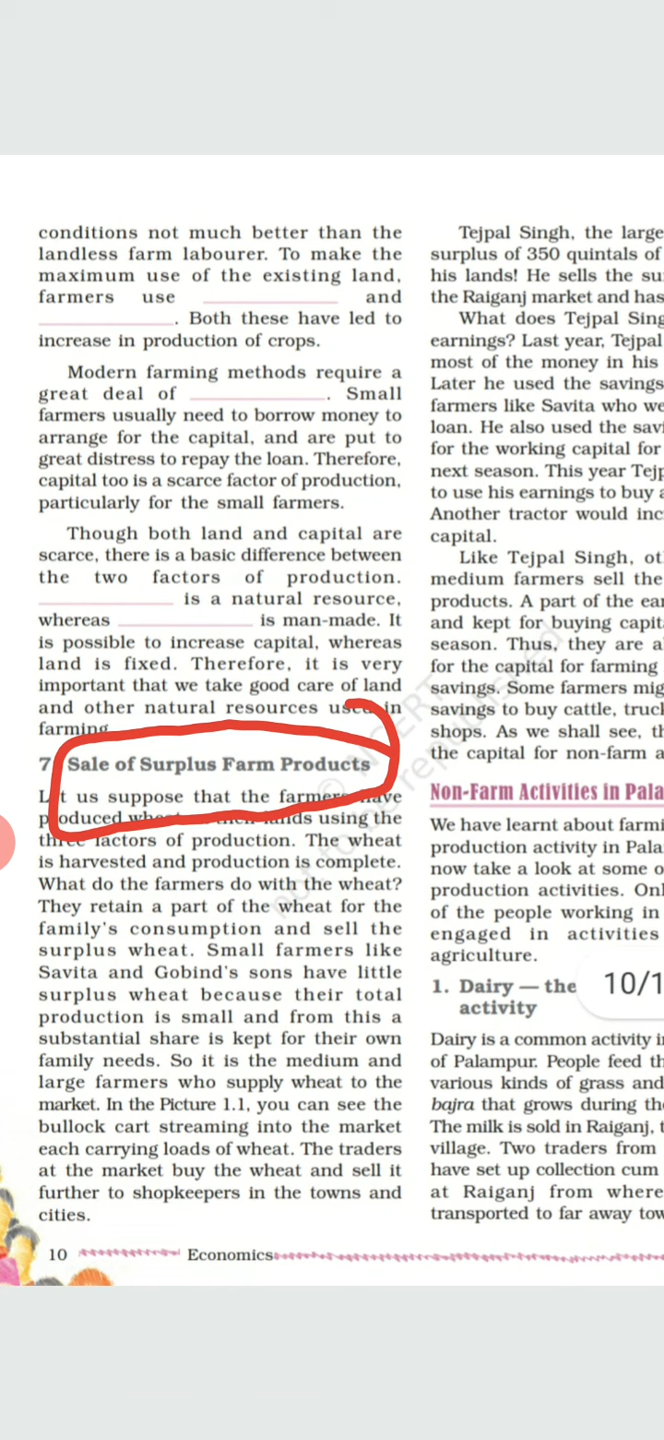 conditions not much better than the
landless farm labourer. To make the
maximum use of the existing land,
farmers use ____________ and
____________. Both these have led to
increase in production of crops.
Modern farming methods require a
great deal of ____________. Small
farmers usually need to borrow money to
arrange for the capital, and are put to
great distress to repay the loan. Therefore,
capital too is a scarce factor of production,
particularly for the small farmers.
Though both land and capital are
scarce, there is a basic difference between
the two factors of production.
____________ is a natural resource,
whereas ____________ is man-made. It
is possible to increase capital, whereas
land is fixed. Therefore, it is very
important that we take good care of land
and other natural resources used in
farming
7 Sale of Surplus Farm Products
Let us suppose that the farmers have
produced wheat using the
three factors of production. The wheat
is harvested and production is complete.
What do the farmers do with the wheat?
They retain a part of the wheat for the
family's consumption and sell the
surplus wheat. Small farmers like
Savita and Gobind's sons have little
surplus wheat because their total
production is small and from this a
substantial share is kept for their own
family needs. So it is the medium and
large farmers who supply wheat to the
market. In the Picture 1.1, you can see the
bullock cart streaming into the market
each carrying loads of wheat. The traders
at the market buy the wheat and sell it
further to shopkeepers in the towns and
cities.
Tejpal Singh, the large
surplus of 350 quintals of
his lands! He sells the su
the Raiganj market and has
What does Tejpal Sing
earnings? Last year, Tejpal
most of the money in his
Later he used the savings
farmers like Savita who we
loan. He also used the savi
for the working capital for
next season. This year Tejp
to use his earnings to buy a
Another tractor would inc
capital.
Like Tejpal Singh, ot
medium farmers sell the
products. A part of the ear
and kept for buying capit
season. Thus, they are a
for the capital for farming
savings. Some farmers mig
savings to buy cattle, truck
shops. As we shall see, th
the capital for non-farm a
Non-Farm Activities in Pala
We have learnt about farmi
production activity in Pala
now take a look at some o
production activities. Onl
of the people working in
engaged in activities
agriculture.
1. Dairy — the
activity
10/1
Dairy is a common activity i
of Palampur. People feed th
various kinds of grass and
bajra that grows during the
The milk is sold in Raiganj, t
village. Two traders from
have set up collection cum
at Raiganj from where
transported to far away tow
© NCERT
not to be republished
10 Economics